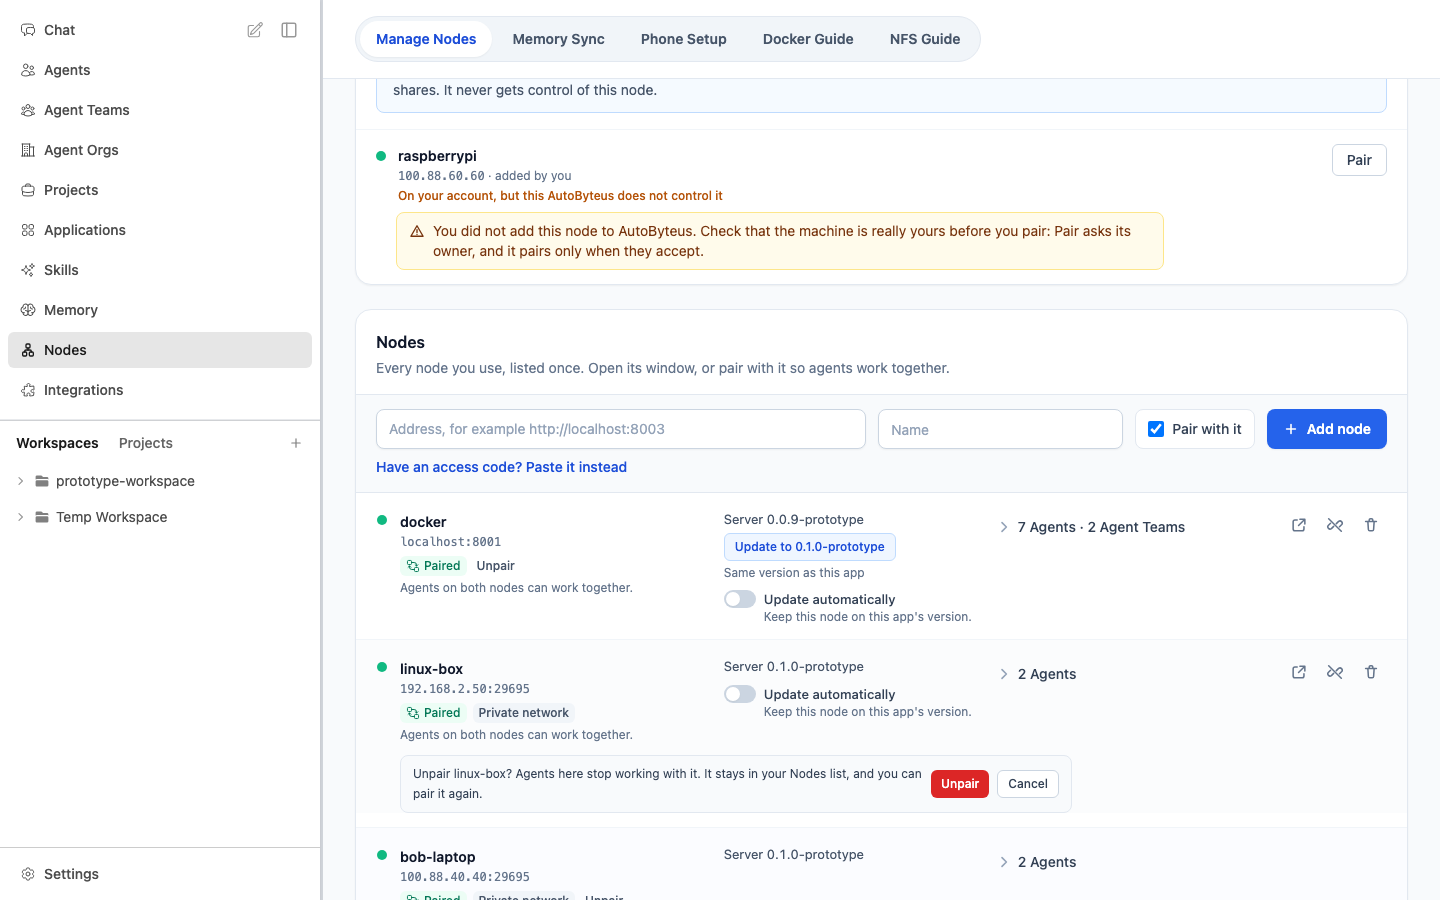 Chat
Agents
Agent Teams
Agent Orgs
Projects
Applications
Skills
Memory
Nodes
Integrations
Workspaces
Projects
prototype-workspace
Temp Workspace
Settings
Manage Nodes
Memory Sync
Phone Setup
Docker Guide
NFS Guide
shares. It never gets control of this node.
raspberrypi
100.88.60.60 · added by you
On your account, but this AutoByteus does not control it
Pair
You did not add this node to AutoByteus. Check that the machine is really yours before you pair: Pair asks its
owner, and it pairs only when they accept.
Nodes
Every node you use, listed once. Open its window, or pair with it so agents work together.
Address, for example http://localhost:8003
Name
Pair with it
Add node
Have an access code? Paste it instead
docker
localhost:8001
Paired
Unpair
Agents on both nodes can work together.
Server 0.0.9-prototype
Update to 0.1.0-prototype
Same version as this app
Update automatically
Keep this node on this app's version.
7 Agents · 2 Agent Teams
linux-box
192.168.2.50:29695
Paired
Private network
Agents on both nodes can work together.
Server 0.1.0-prototype
Update automatically
Keep this node on this app's version.
2 Agents
Unpair linux-box? Agents here stop working with it. It stays in your Nodes list, and you can
pair it again.
Unpair
Cancel
bob-laptop
100.88.40.40:29695
Paired
Private network
Unpair
Server 0.1.0-prototype
2 Agents